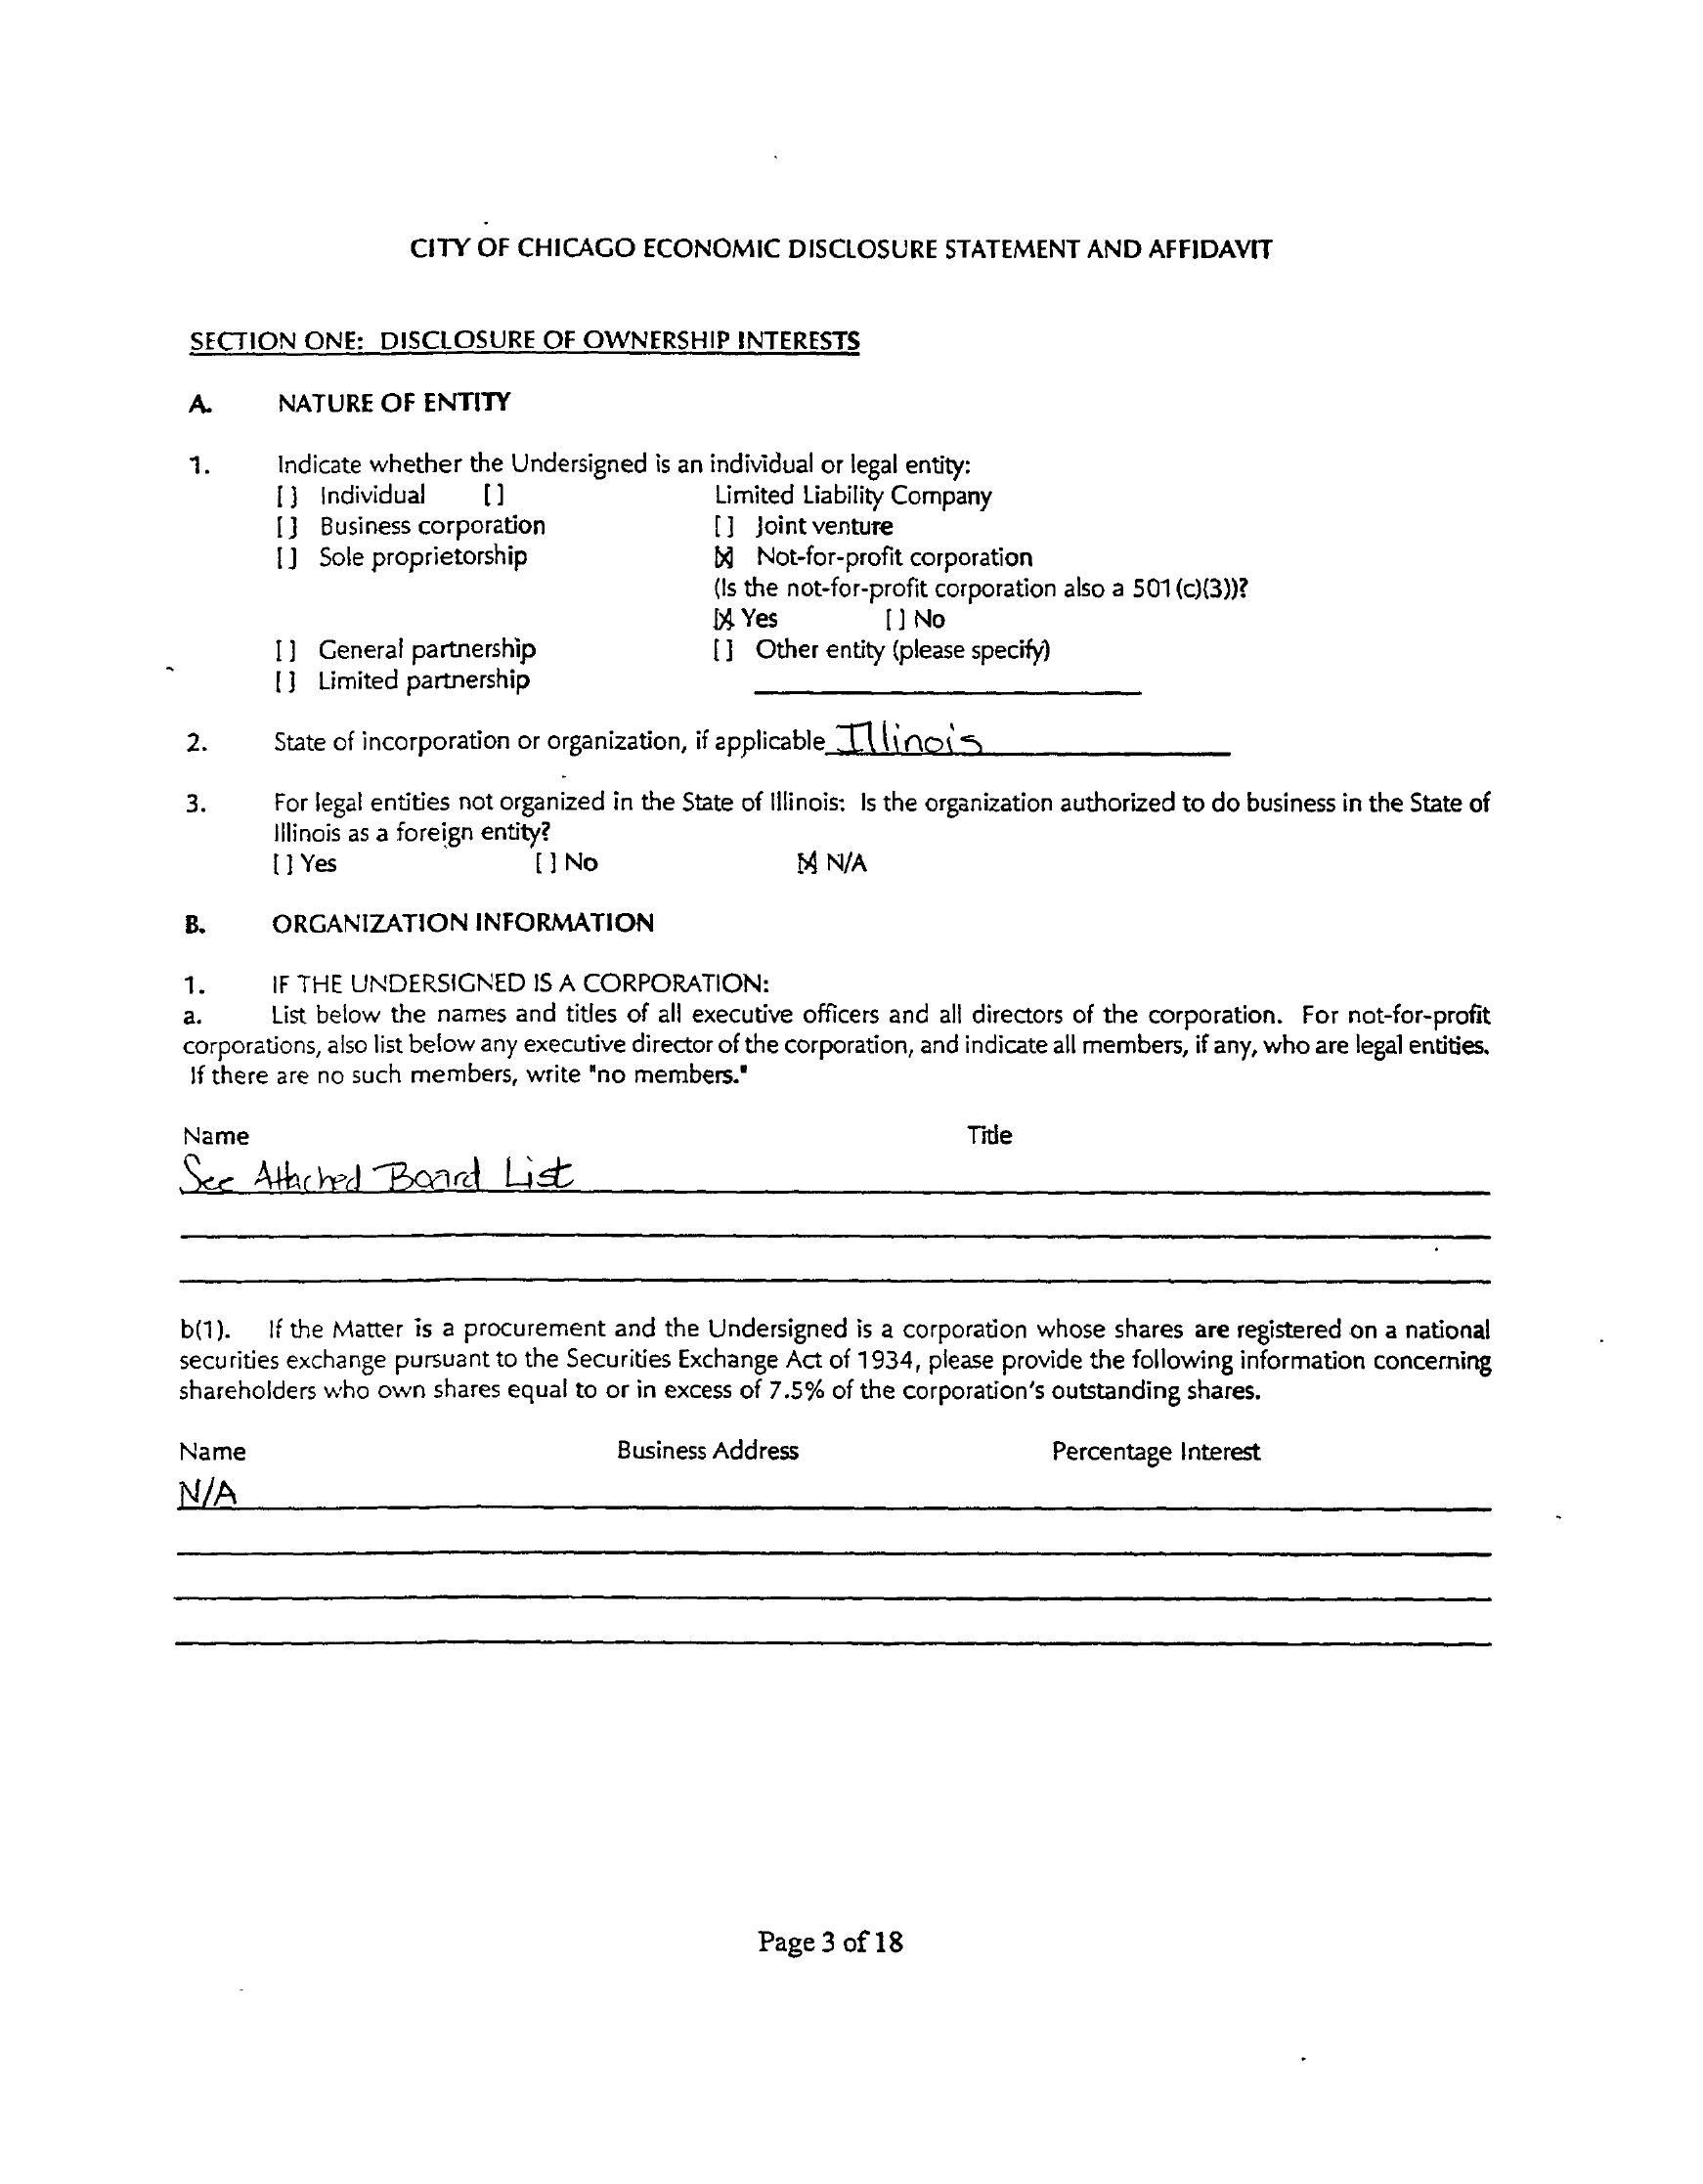 CITY OF CHICAGO ECONOMIC DISCLOSURE STATEMENT AND AFFIDAVIT
SECTION ONE: DISCLOSURE OF OWNERSHIP INTERESTS
A. NATURE OF ENTITY
1. Indicate whether the Undersigned is an individual or legal entity:
[ ] Individual [ ] Limited Liability Company
[ ] Business corporation [ ] Joint venture
[ ] Sole proprietorship [X] Not-for-profit corporation
(Is the not-for-profit corporation also a 501(c)(3))?
[X] Yes [ ] No
[ ] General partnership [ ] Other entity (please specify)
[ ] Limited partnership
2. State of incorporation or organization, if applicable Illinois
3. For legal entities not organized in the State of Illinois: Is the organization authorized to do business in the State of
Illinois as a foreign entity?
[ ] Yes [ ] No [X] N/A
B. ORGANIZATION INFORMATION
1. IF THE UNDERSIGNED IS A CORPORATION:
a. List below the names and titles of all executive officers and all directors of the corporation. For not-for-profit
corporations, also list below any executive director of the corporation, and indicate all members, if any, who are legal entities.
If there are no such members, write "no members."
Name Title
See Attached Board List
b(1). If the Matter is a procurement and the Undersigned is a corporation whose shares are registered on a national
securities exchange pursuant to the Securities Exchange Act of 1934, please provide the following information concerning
shareholders who own shares equal to or in excess of 7.5% of the corporation's outstanding shares.
Name Business Address Percentage Interest
N/A
Page 3 of 18